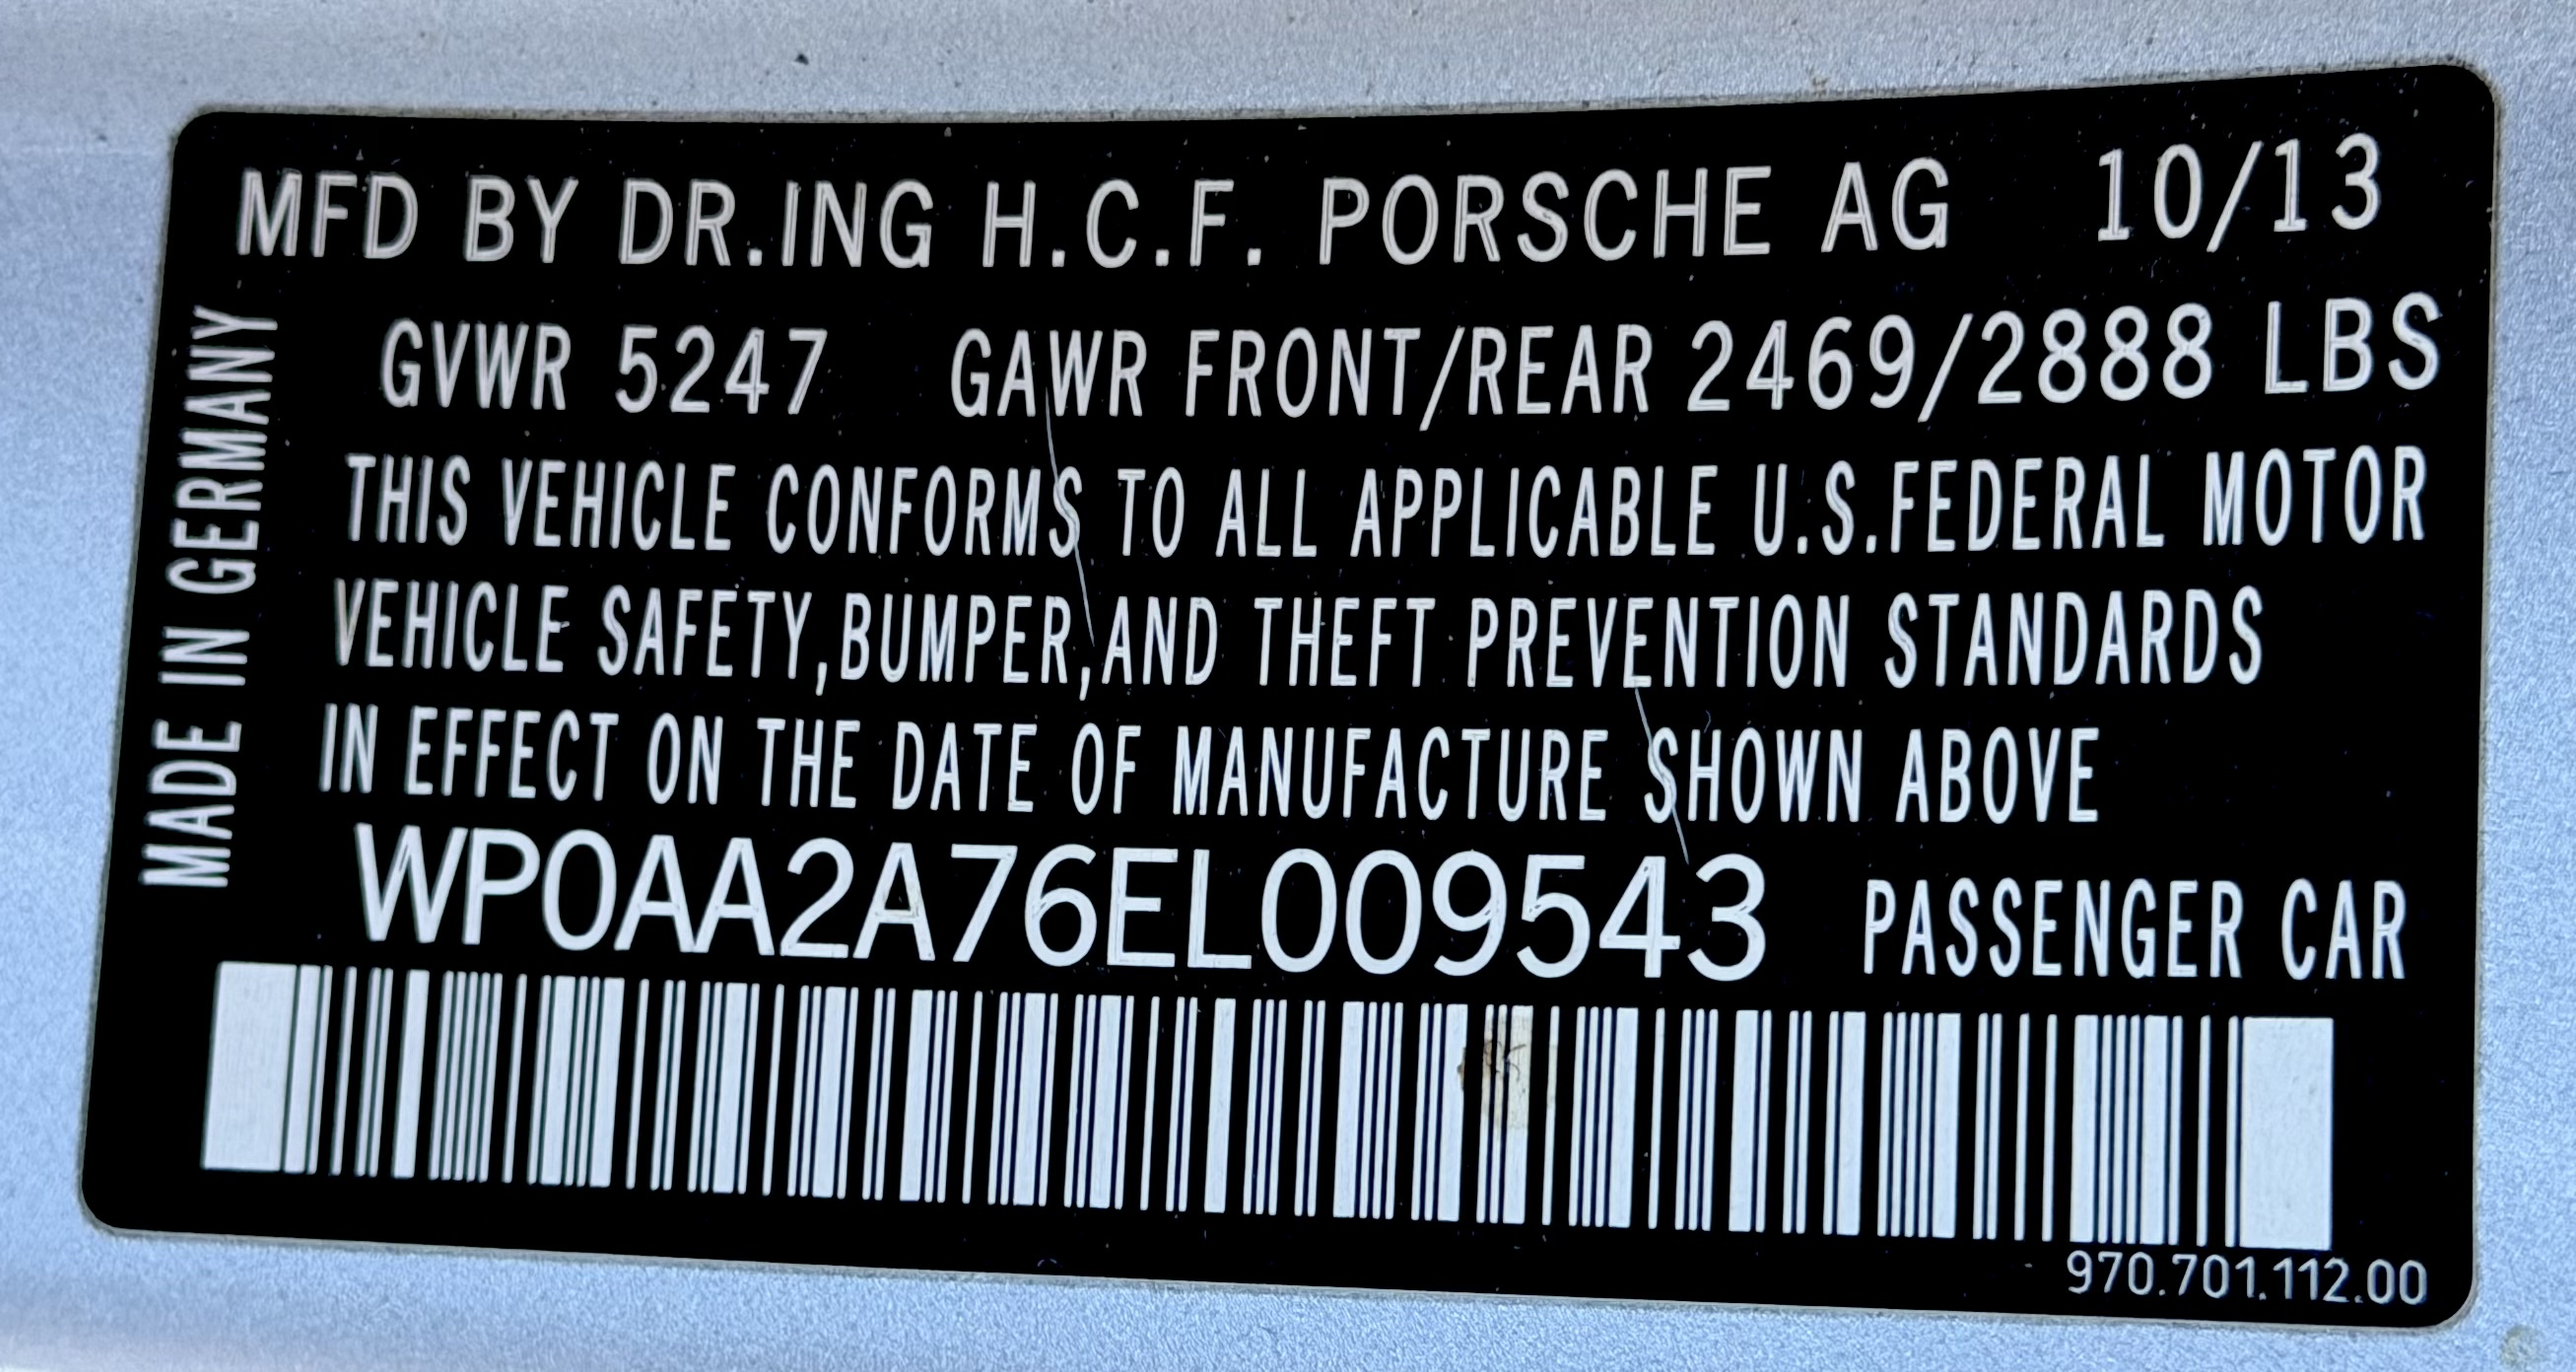 MFD BY DR.ING H.C.F. PORSCHE AG 10/13
GVWR 5247 GAWR FRONT/REAR 2469/2888 LBS
THIS VEHICLE CONFORMS TO ALL APPLICABLE U.S.FEDERAL MOTOR
VEHICLE SAFETY,BUMPER,AND THEFT PREVENTION STANDARDS
IN EFFECT ON THE DATE OF MANUFACTURE SHOWN ABOVE
WP0AA2A76EL009543 PASSENGER CAR
970.701.112.00
MADE IN GERMANY